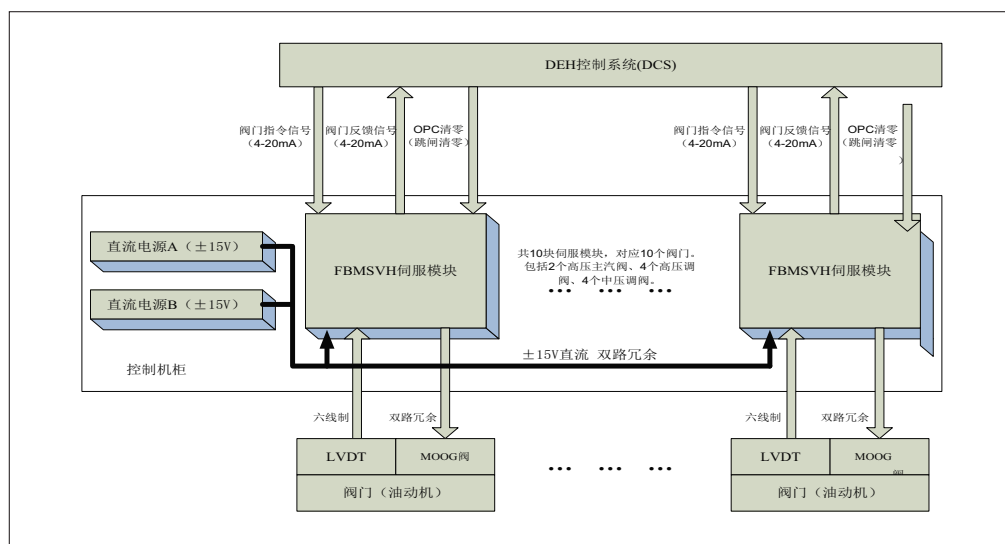 DEH控制系统(DCS)
阀门指令信号
（4-20mA）
阀门反馈信号
（4-20mA）
OPC清零
（跳闸清零）
阀门指令信号
（4-20mA）
阀门反馈信号
（4-20mA）
OPC清零
（跳闸清零
）
直流电源A（±15V）
直流电源B（±15V）
FBMSVH伺服模块
共10块伺服模块，对应10个阀门。
包括2个高压主汽阀、4个高压调
阀、4个中压调阀。
… … …
FBMSVH伺服模块
±15V直流 双路冗余
控制机柜
六线制
双路冗余
六线制
双路冗余
LVDT
MOOG阀
阀门（油动机）
… … …
LVDT
MOOG
阀
阀门（油动机）